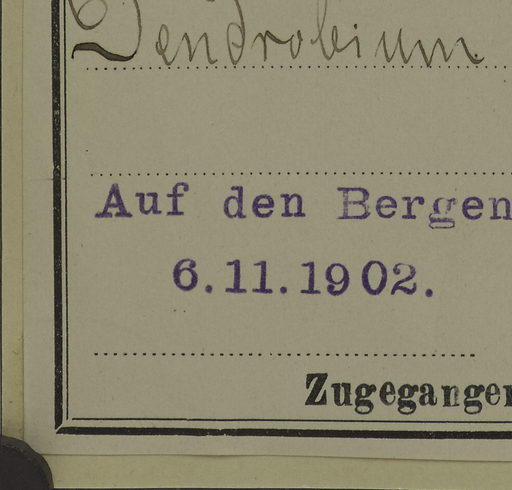 Dendrobium
Auf den Bergen
6.11.1902.
Zugegangen